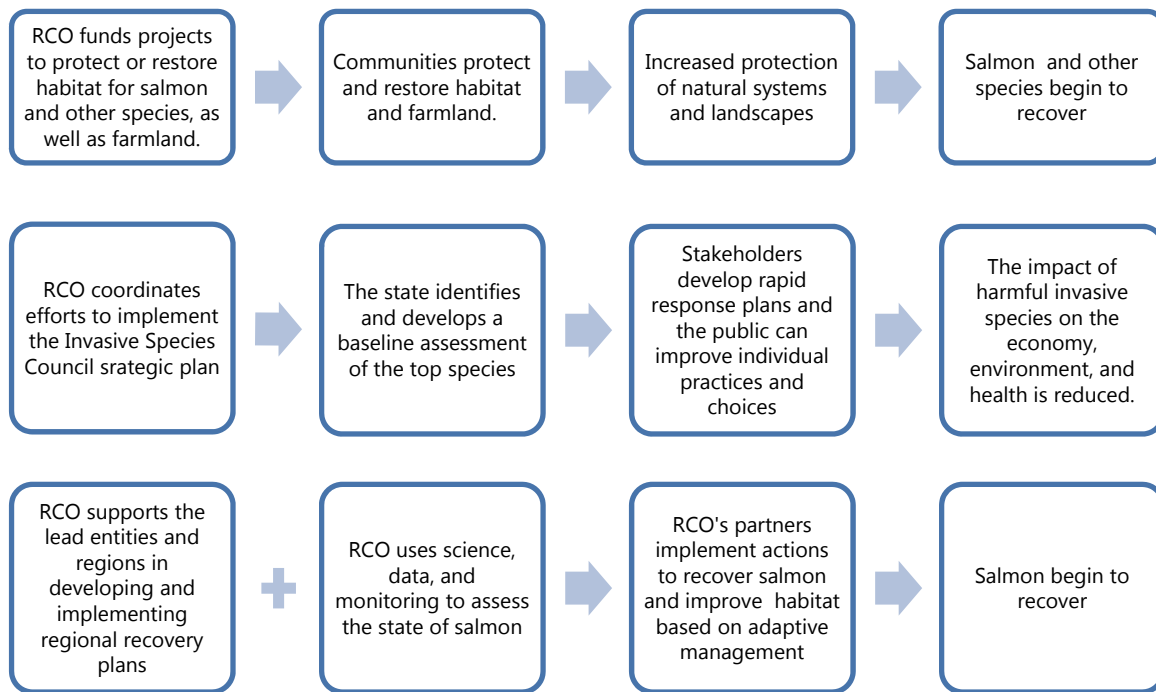 RCO funds projects
to protect or restore
habitat for salmon
and other species, as
well as farmland.
Communities protect
and restore habitat
and farmland.
Increased protection
of natural systems
and landscapes
Salmon and other
species begin to
recover
RCO coordinates
efforts to implement
the Invasive Species
Council srategic plan
The state identifies
and develops a
baseline assessment
of the top species
Stakeholders
develop rapid
response plans and
the public can
improve individual
practices and
choices
The impact of
harmful invasive
species on the
economy,
environment, and
health is reduced.
RCO supports the
lead entities and
regions in
developing and
implementing
regional recovery
plans
RCO uses science,
data, and
monitoring to assess
the state of salmon
RCO's partners
implement actions
to recover salmon
and improve habitat
based on adaptive
management
Salmon begin to
recover